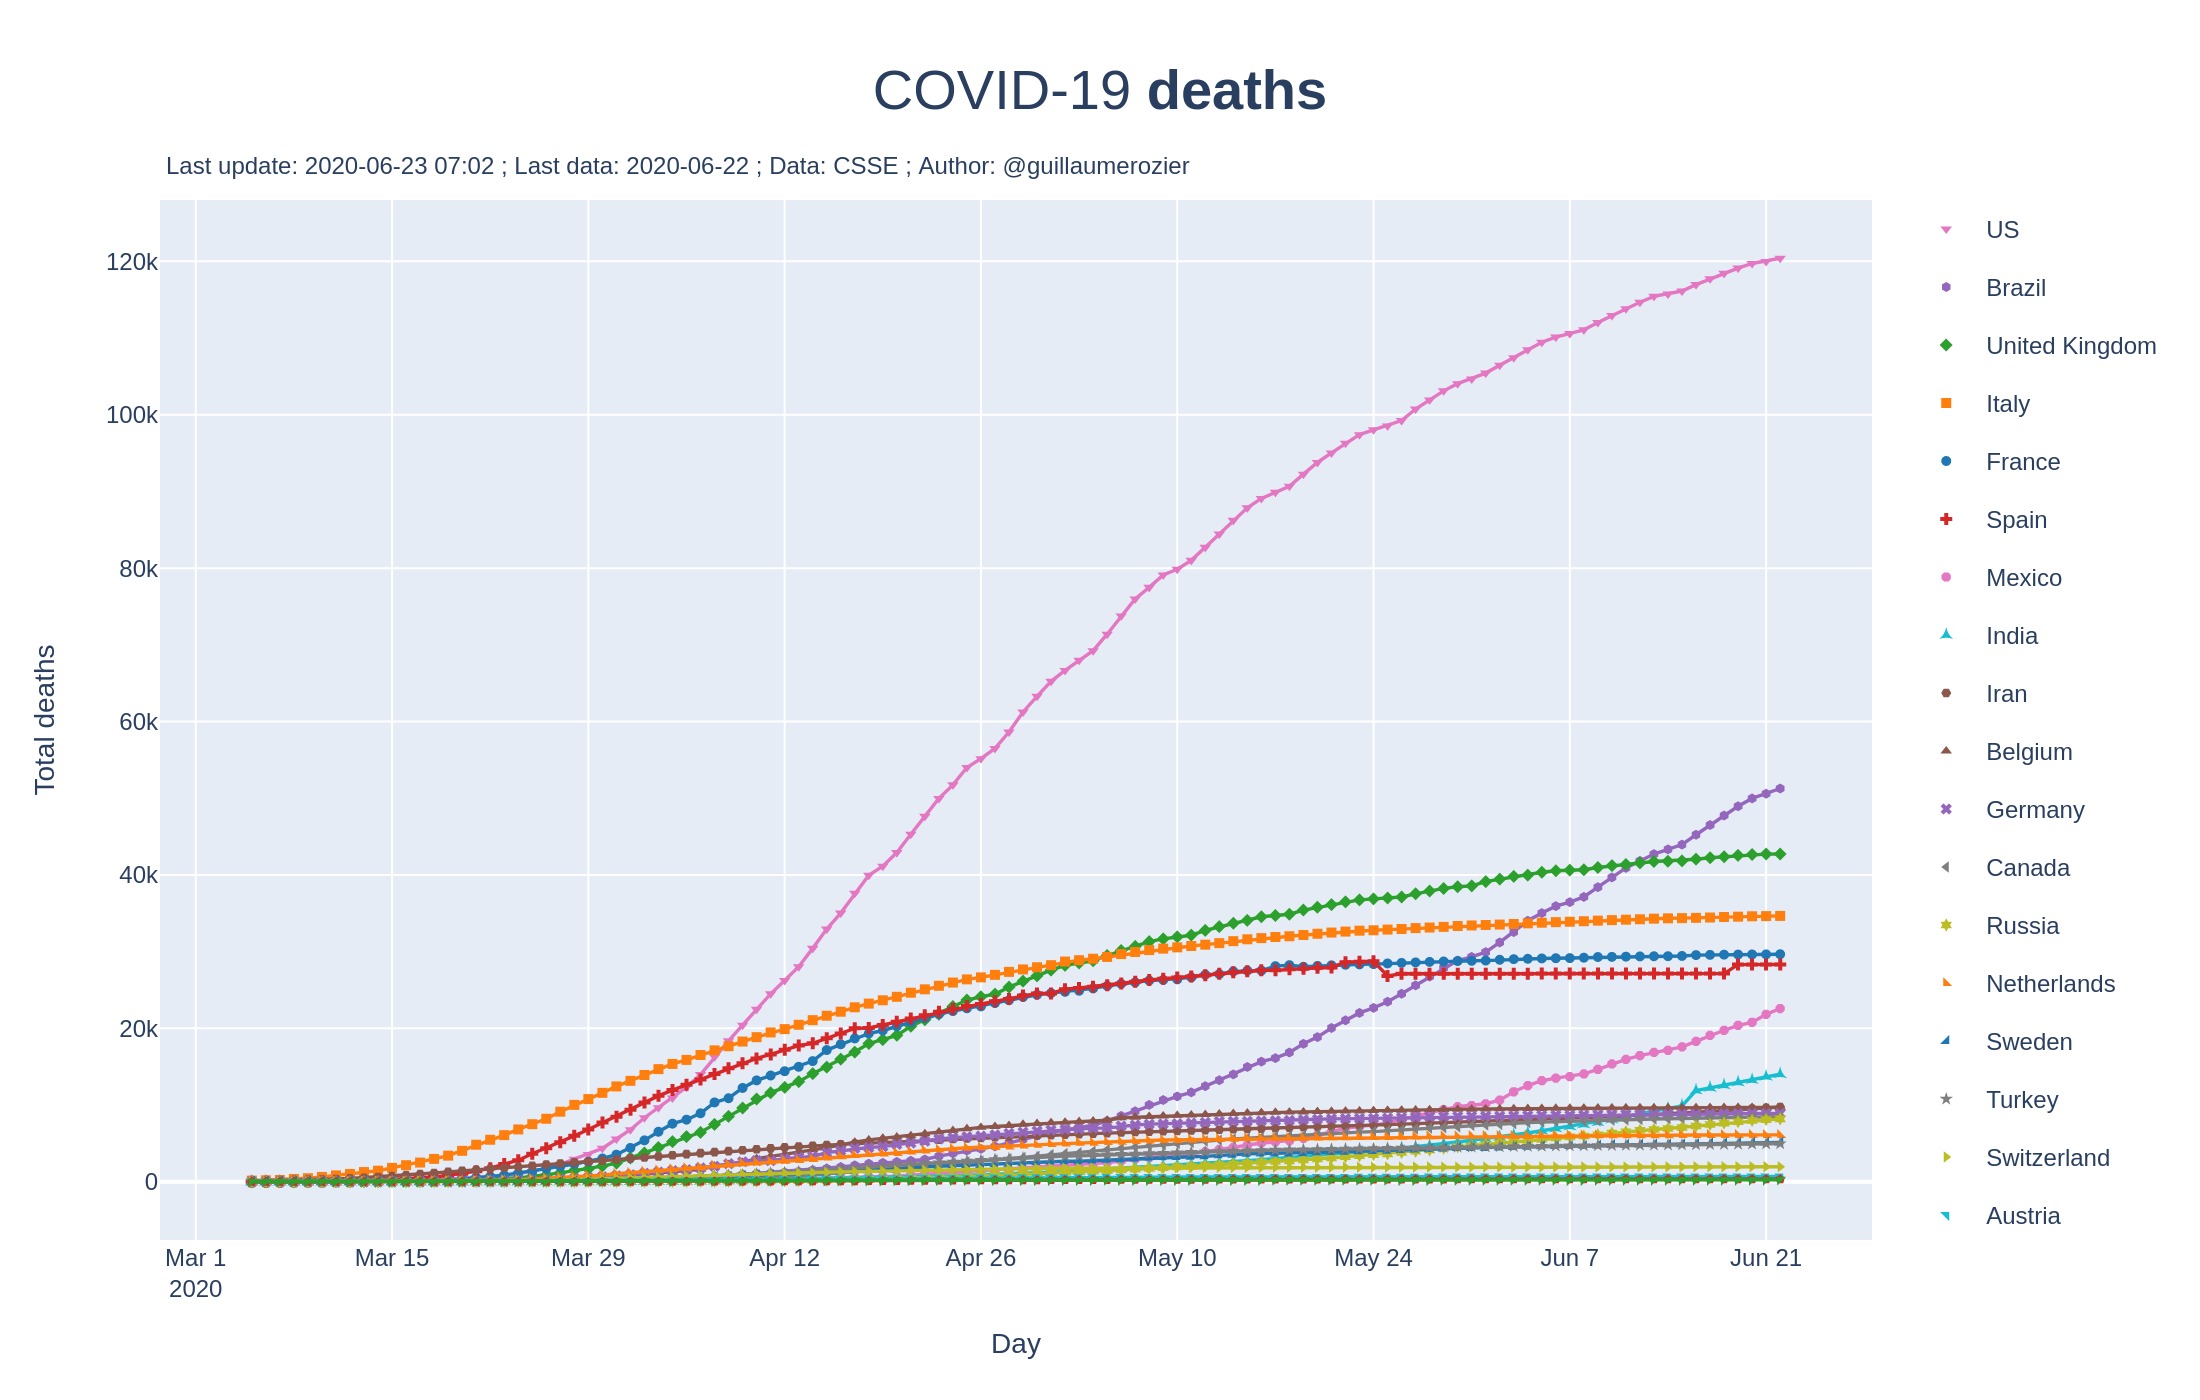 COVID-19 deaths
Last update: 2020-06-23 07:02 ; Last data: 2020-06-22 ; Data: CSSE ; Author: @guillaumerozier
120k
100k
80k
60k
40k
20k
0
Total deaths
Mar 1
2020
Mar 15
Mar 29
Apr 12
Apr 26
May 10
May 24
Jun 7
Jun 21
Day
US
Brazil
United Kingdom
Italy
France
Spain
Mexico
India
Iran
Belgium
Germany
Canada
Russia
Netherlands
Sweden
Turkey
Switzerland
Austria